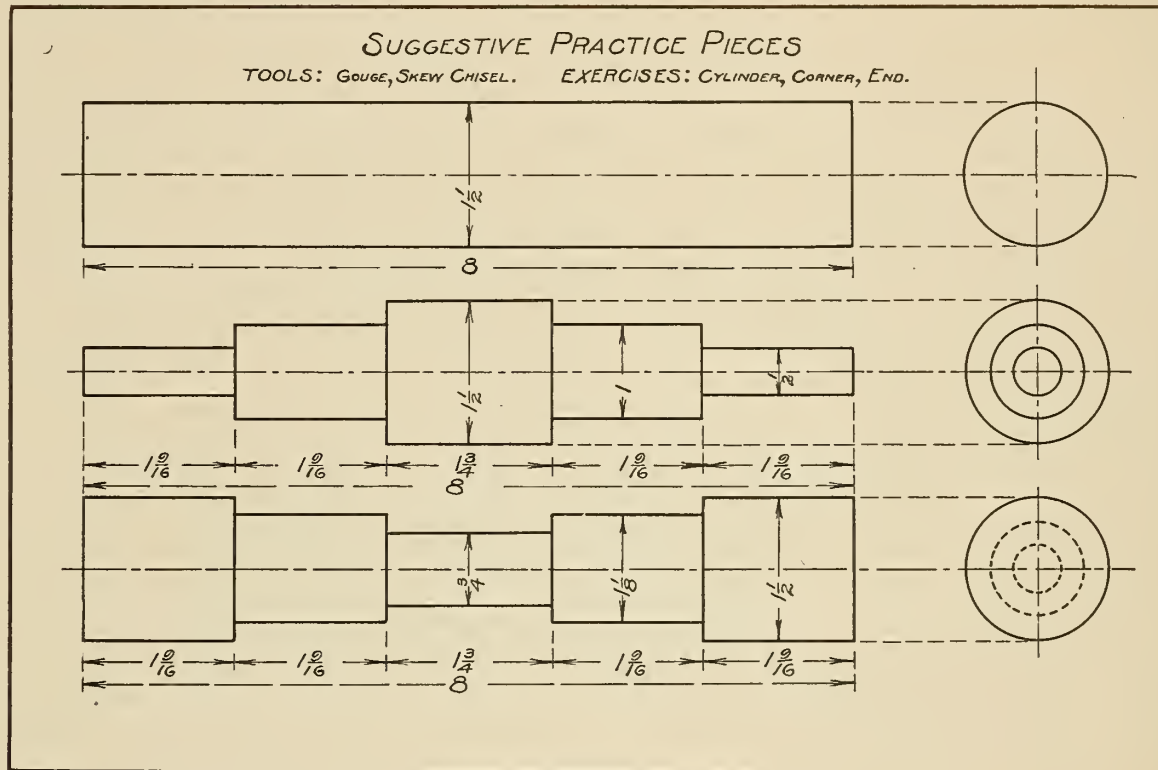 SUGGESTIVE PRACTICE PIECES
TOOLS: GOUGE, SKEW CHISEL. EXERCISES: CYLINDER, CORNER, END.
1 1/2
8
1 1/2
1
1/2
1 9/16 1 9/16 1 3/4 1 9/16 1 9/16
8
3/4
1 1/8
1 1/2
1 9/16 1 9/16 1 3/4 1 9/16 1 9/16
8